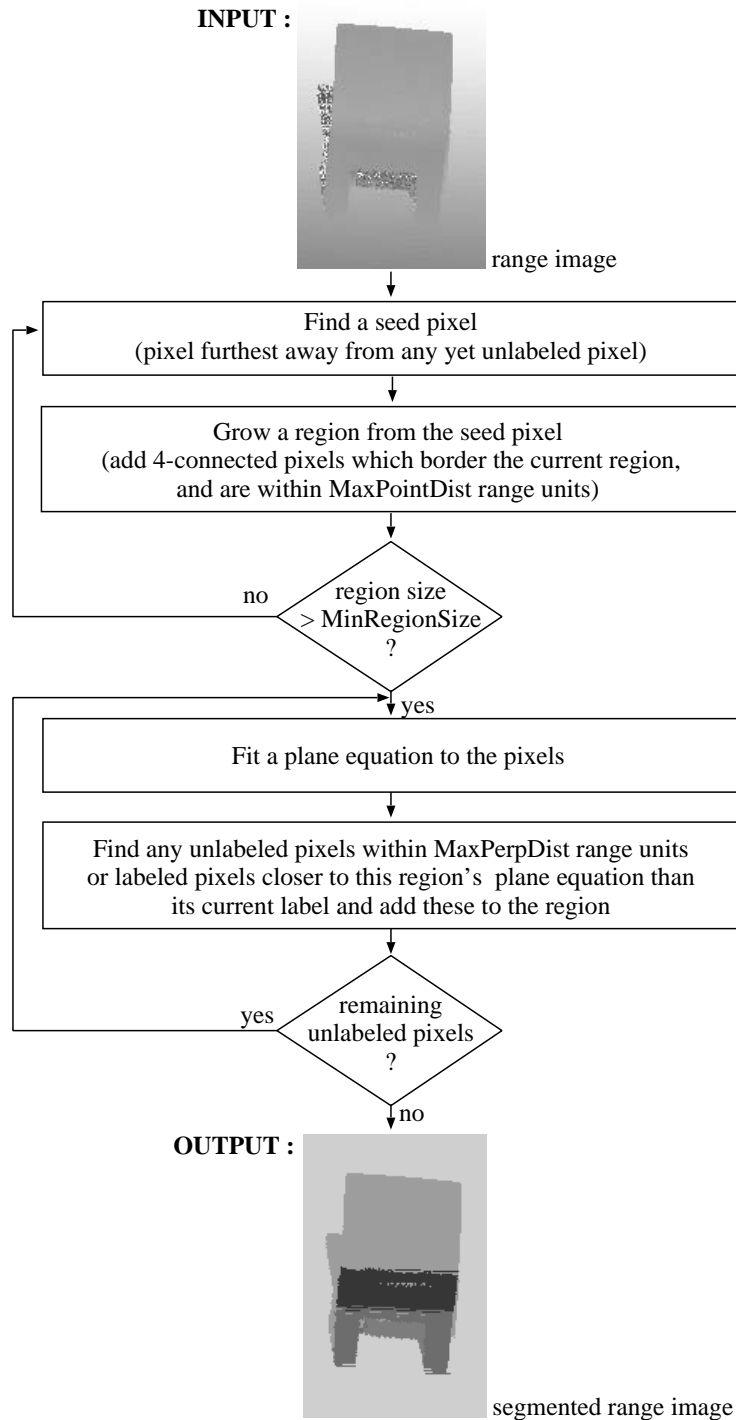 INPUT :
range image
Find a seed pixel
(pixel furthest away from any yet unlabeled pixel)
Grow a region from the seed pixel
(add 4-connected pixels which border the current region,
and are within MaxPointDist range units)
no
region size
> MinRegionSize
?
yes
Fit a plane equation to the pixels
Find any unlabeled pixels within MaxPerpDist range units
or labeled pixels closer to this region's plane equation than
its current label and add these to the region
yes
remaining
unlabeled pixels
?
no
OUTPUT :
segmented range image